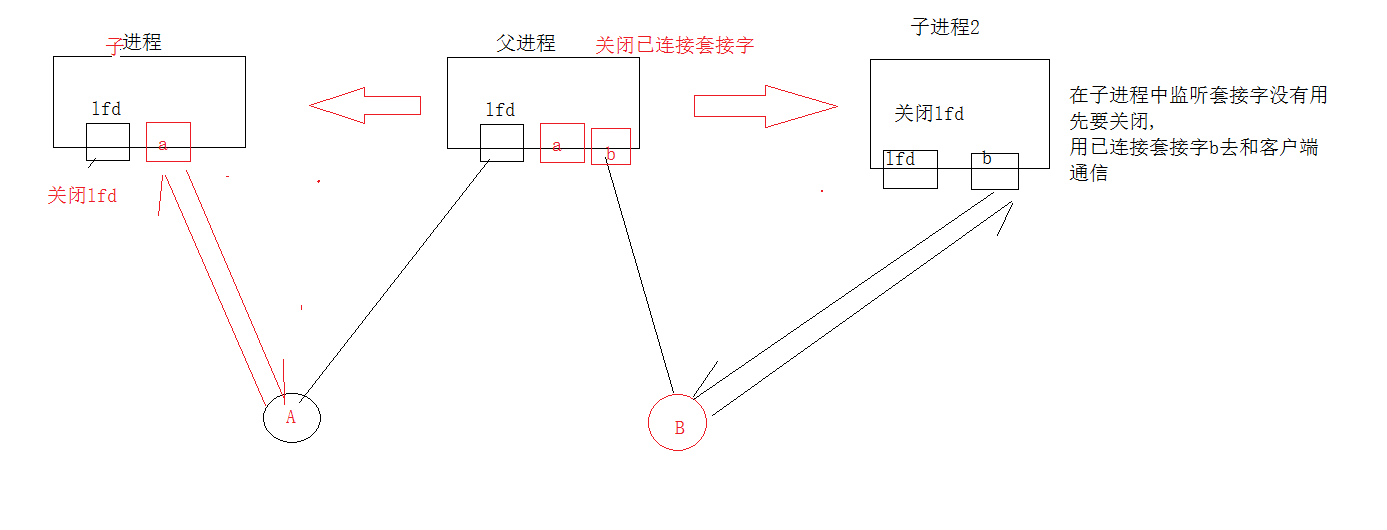 子进程
父进程
关闭已连接套接字
子进程2
lfd
a
关闭lfd
lfd
a
b
关闭lfd
lfd
b
在子进程中监听套接字没有用
先要关闭,
用已连接套接字b去和客户端
通信
A
B